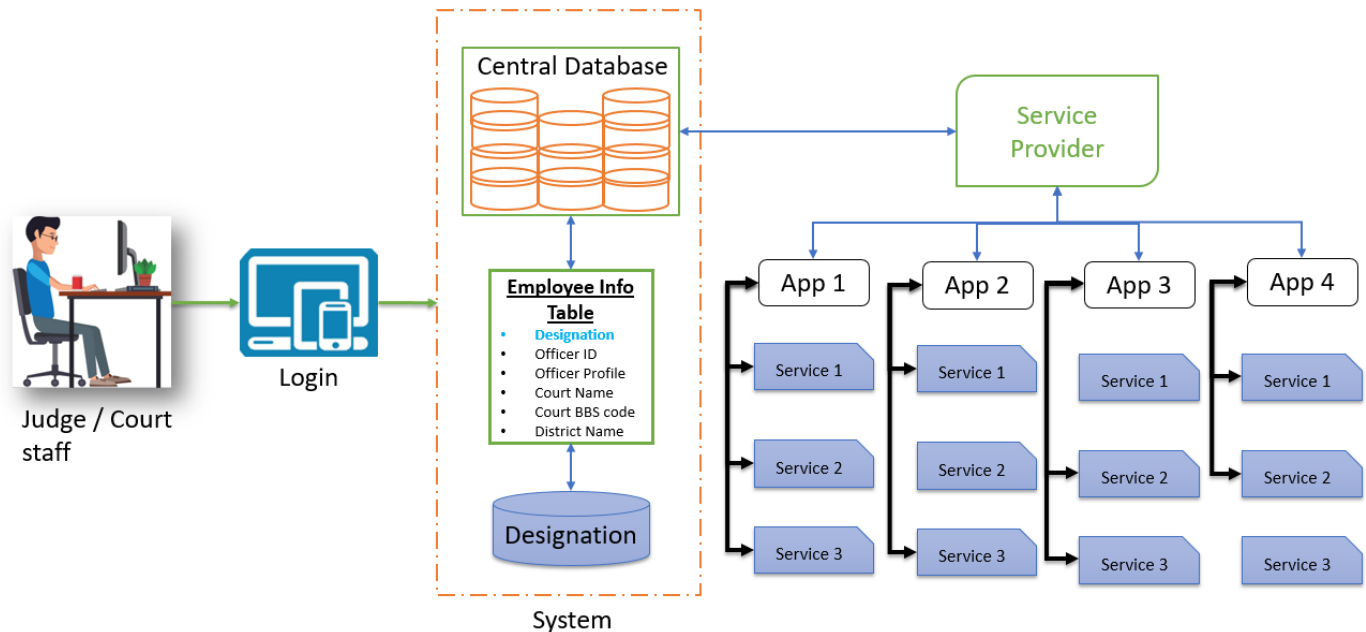 Central Database
Service
Provider
Employee Info
Table
• Designation
• Officer ID
• Officer Profile
• Court Name
• Court BBS code
• District Name
Designation
System
Login
Judge / Court
staff
App 1
App 2
App 3
App 4
Service 1
Service 1
Service 1
Service 1
Service 2
Service 2
Service 2
Service 2
Service 3
Service 3
Service 3
Service 3